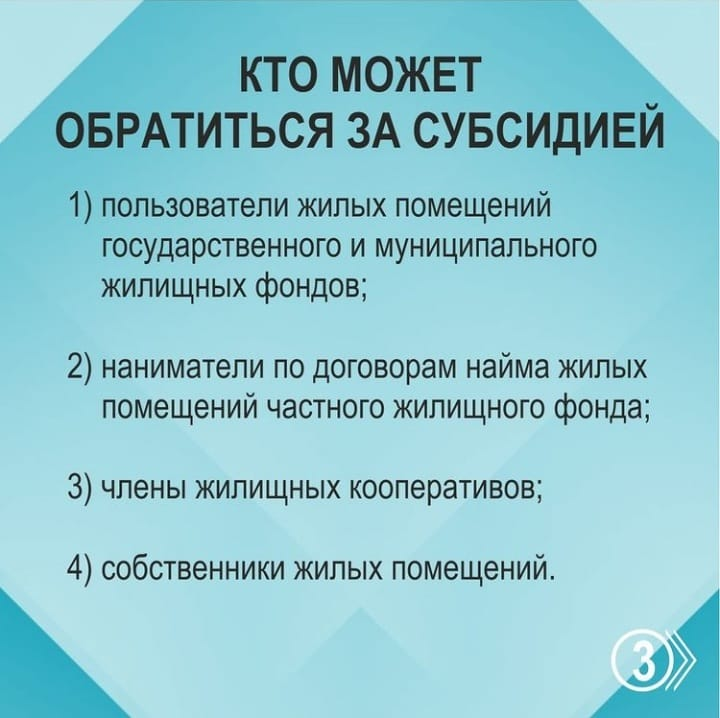 КТО МОЖЕТ
ОБРАТИТЬСЯ ЗА СУБСИДИЕЙ
1) пользователи жилых помещений
государственного и муниципального
жилищных фондов;
2) наниматели по договорам найма жилых
помещений частного жилищного фонда;
3) члены жилищных кооперативов;
4) собственники жилых помещений.
3